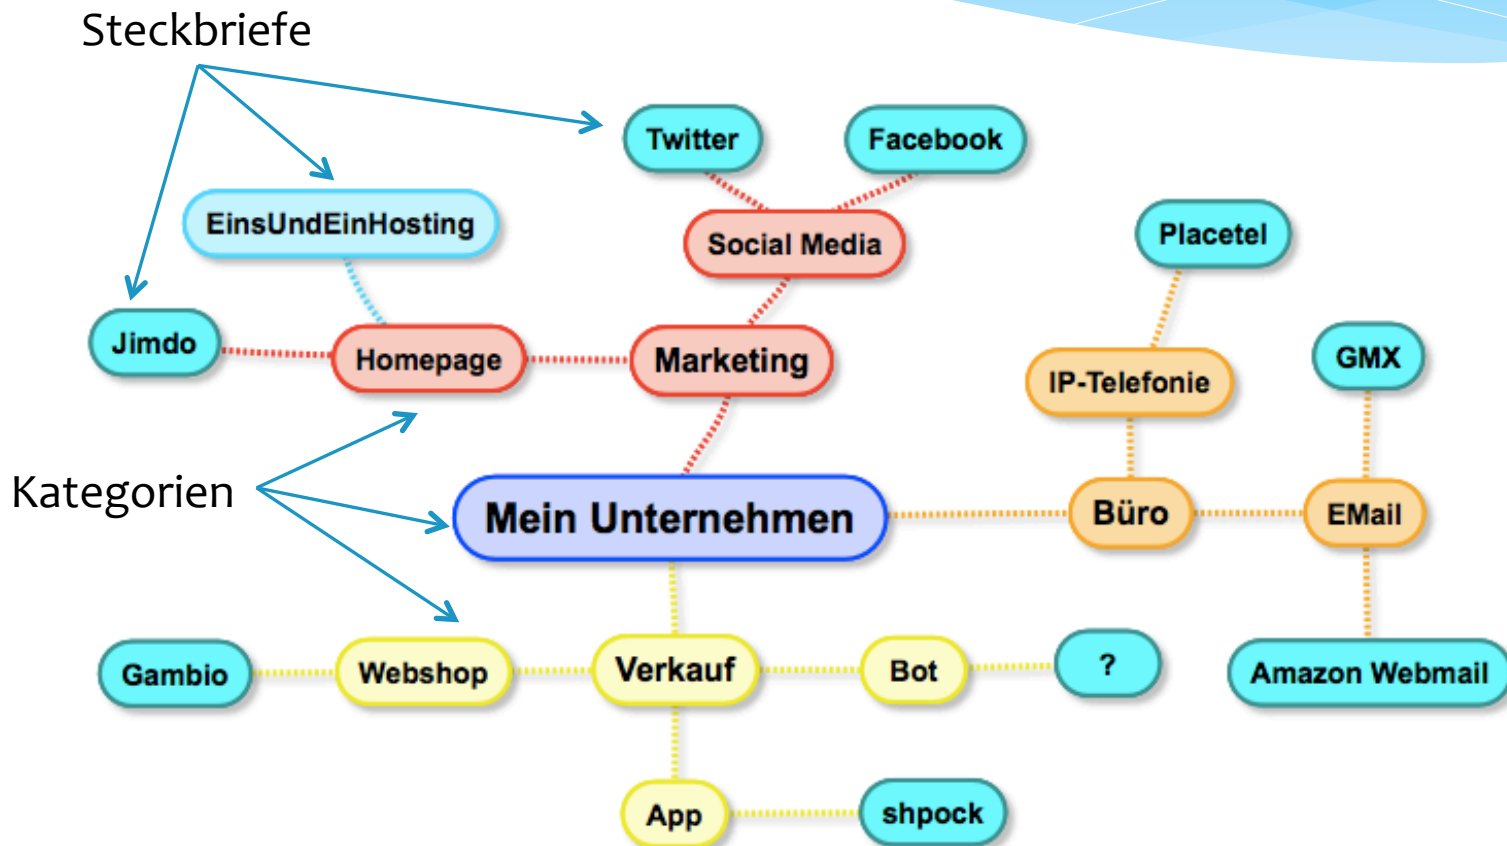 Steckbriefe
Twitter
Facebook
EinsUndEinHosting
Social Media
Placetel
Jimdo
Homepage
Marketing
IP-Telefonie
GMX
Kategorien
Mein Unternehmen
Büro
EMail
Gambio
Webshop
Verkauf
Bot
?
Amazon Webmail
App
shpock